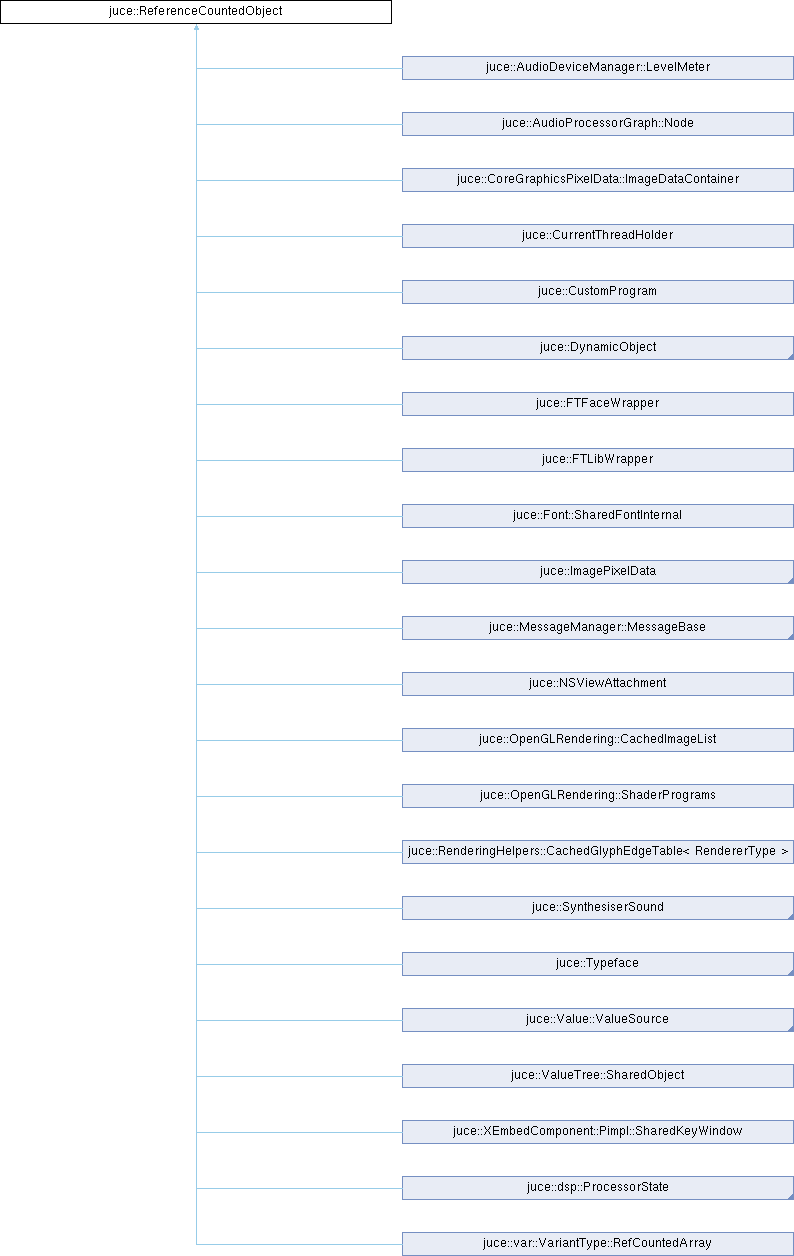 juce::ReferenceCountedObject
juce::AudioDeviceManager::LevelMeter
juce::AudioProcessorGraph::Node
juce::CoreGraphicsPixelData::ImageDataContainer
juce::CurrentThreadHolder
juce::CustomProgram
juce::DynamicObject
juce::FTFaceWrapper
juce::FTLibWrapper
juce::Font::SharedFontInternal
juce::ImagePixelData
juce::MessageManager::MessageBase
juce::NSViewAttachment
juce::OpenGLRendering::CachedImageList
juce::OpenGLRendering::ShaderPrograms
juce::RenderingHelpers::CachedGlyphEdgeTable< RendererType >
juce::SynthesiserSound
juce::Typeface
juce::Value::ValueSource
juce::ValueTree::SharedObject
juce::XEmbedComponent::Pimpl::SharedKeyWindow
juce::dsp::ProcessorState
juce::var::VariantType::RefCountedArray